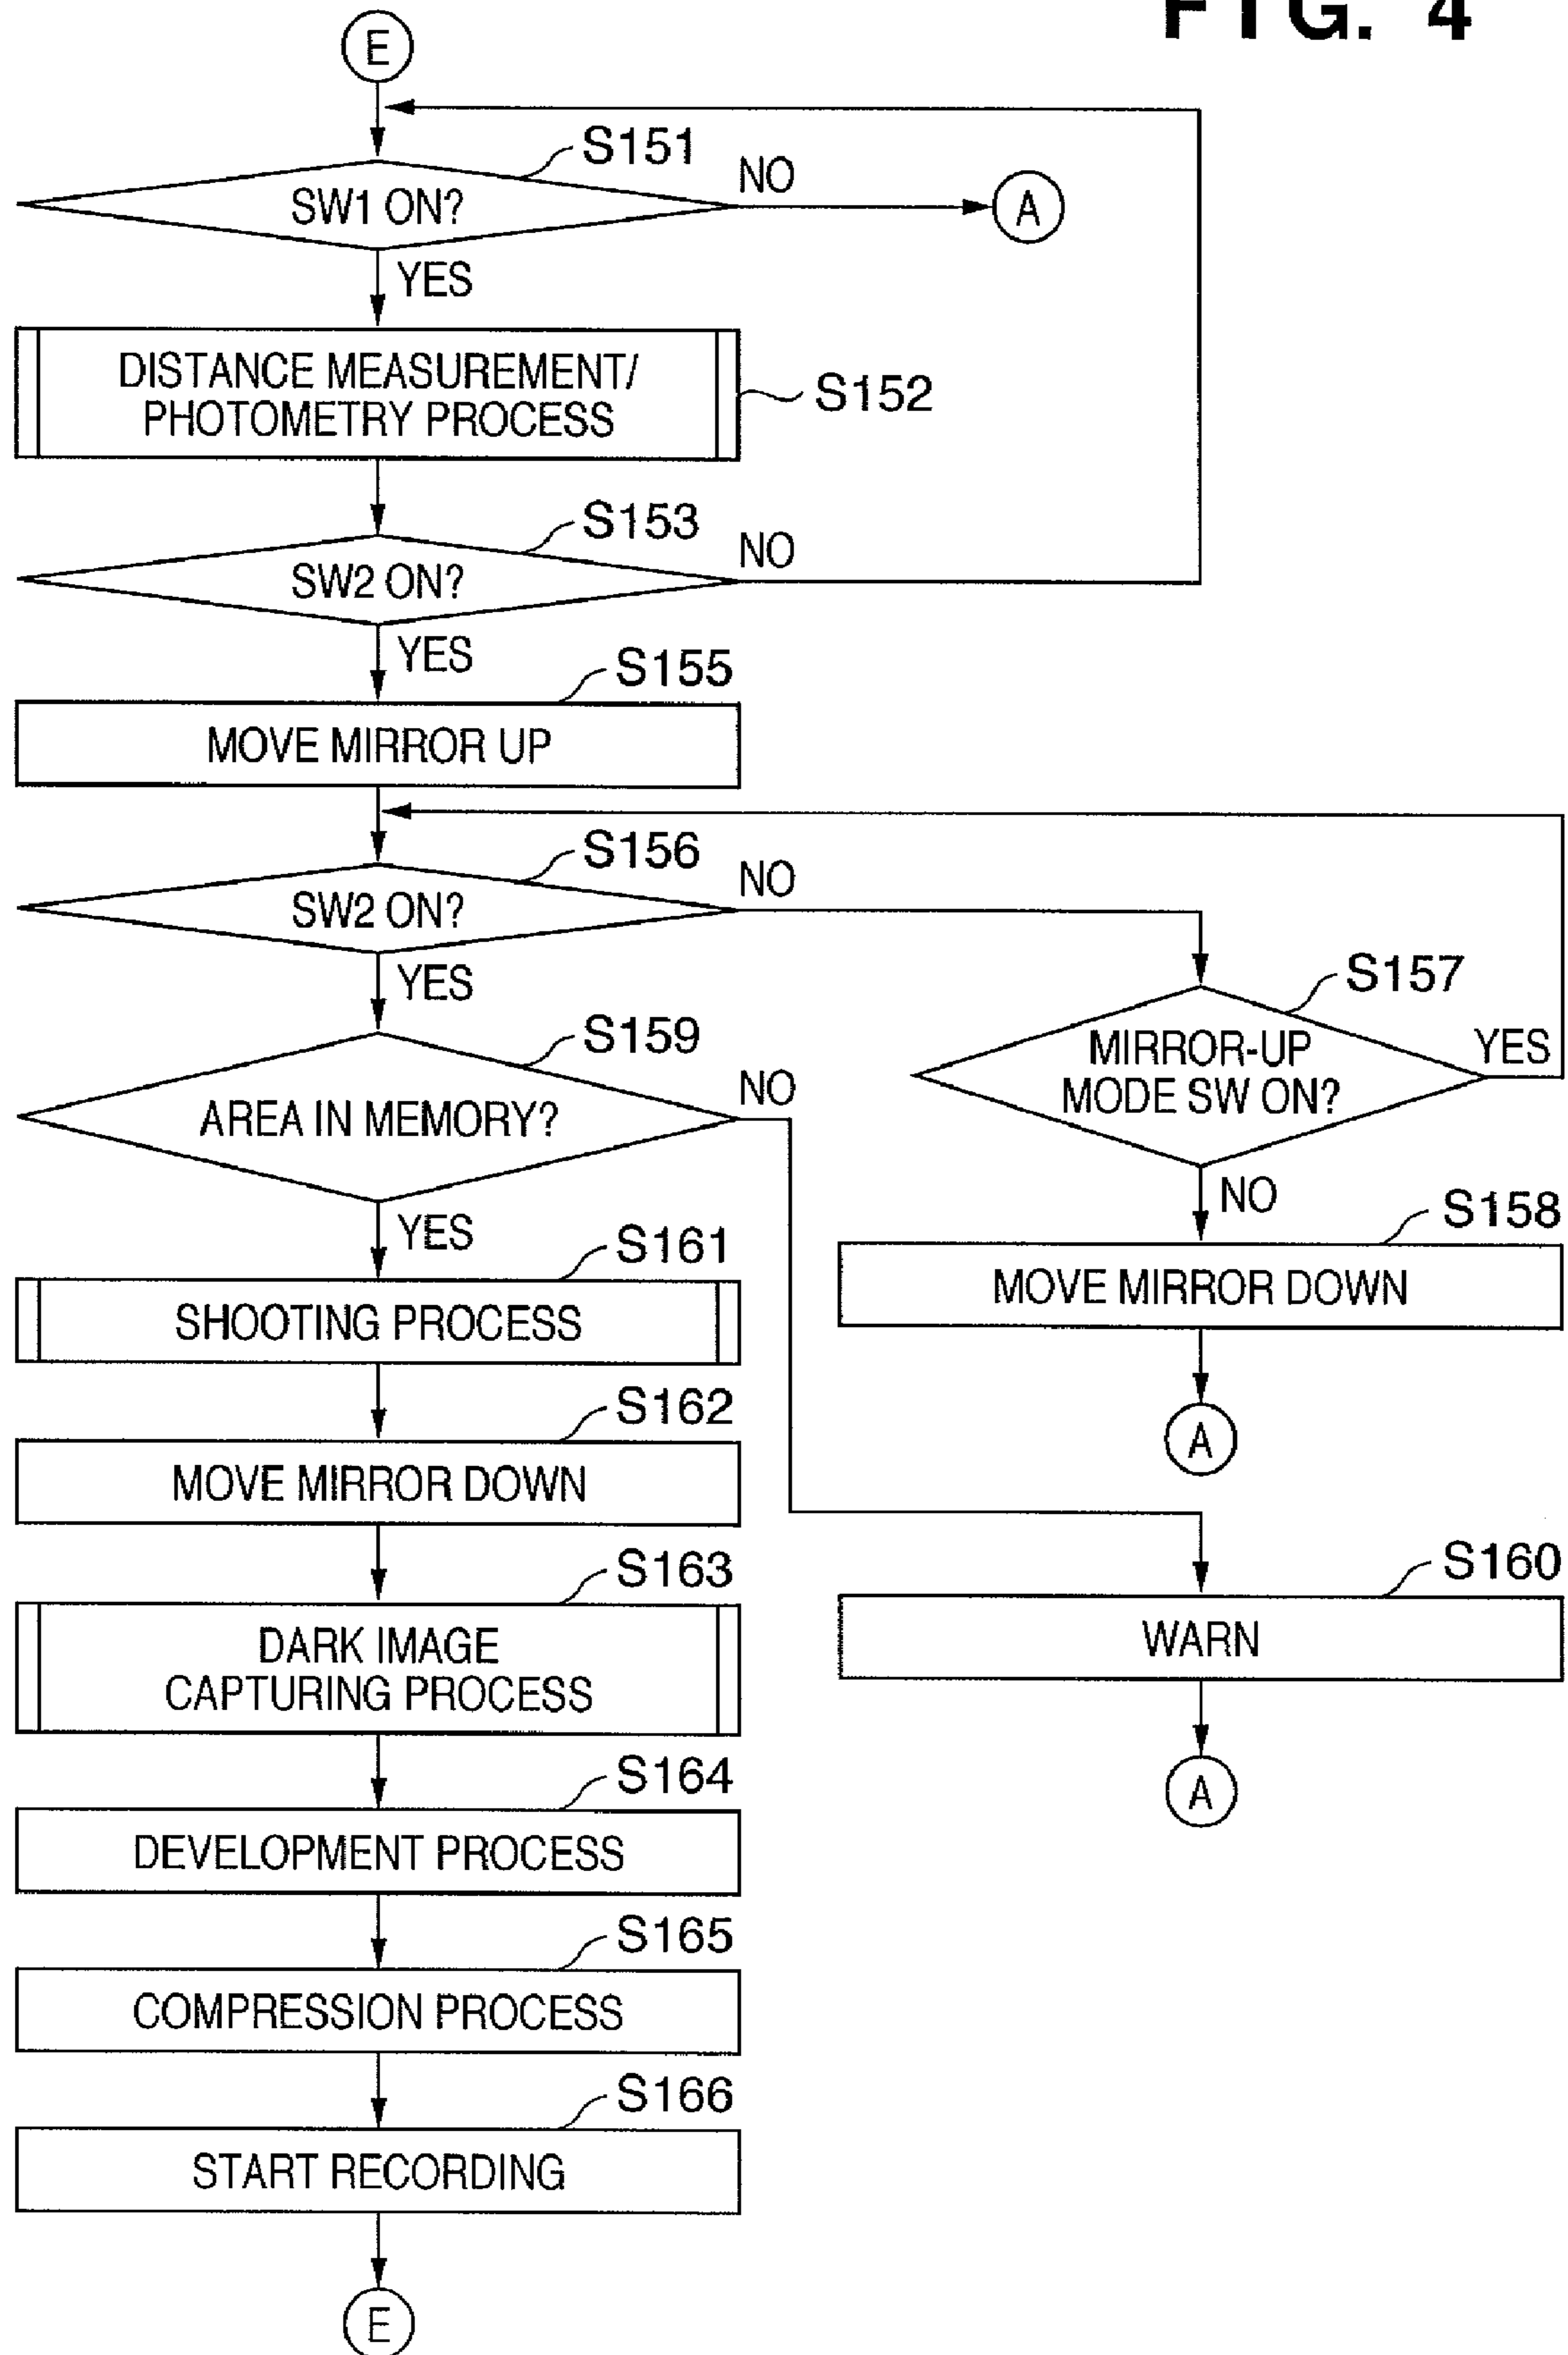 FIG. 4
E
S151
SW1 ON?
NO
A
YES
DISTANCE MEASUREMENT/
PHOTOMETRY PROCESS
S152
S153
SW2 ON?
NO
YES
S155
MOVE MIRROR UP
S156
SW2 ON?
NO
YES
S157
MIRROR-UP
MODE SW ON?
YES
NO
S158
MOVE MIRROR DOWN
A
S159
AREA IN MEMORY?
NO
YES
S160
WARN
A
S161
SHOOTING PROCESS
S162
MOVE MIRROR DOWN
S163
DARK IMAGE
CAPTURING PROCESS
S164
DEVELOPMENT PROCESS
S165
COMPRESSION PROCESS
S166
START RECORDING
E